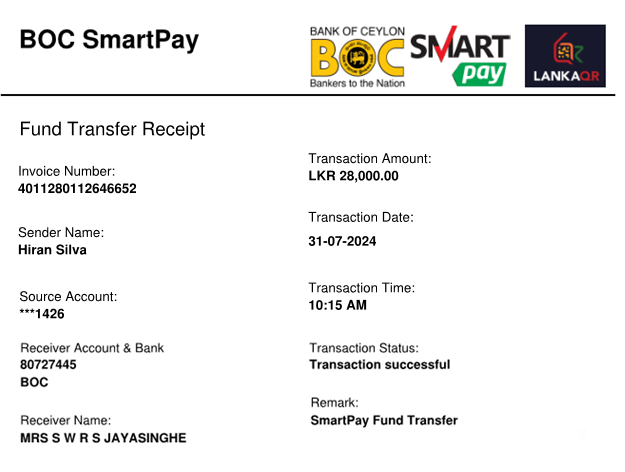 BOC SmartPay
BANK OF CEYLON
BOC
Bankers to the Nation
SMART
pay
LANKAQR
Fund Transfer Receipt
Invoice Number:
4011280112646652
Sender Name:
Hiran Silva
Source Account:
***1426
Receiver Account & Bank
80727445
BOC
Receiver Name:
MRS S W R S JAYASINGHE
Transaction Amount:
LKR 28,000.00
Transaction Date:
31-07-2024
Transaction Time:
10:15 AM
Transaction Status:
Transaction successful
Remark:
SmartPay Fund Transfer